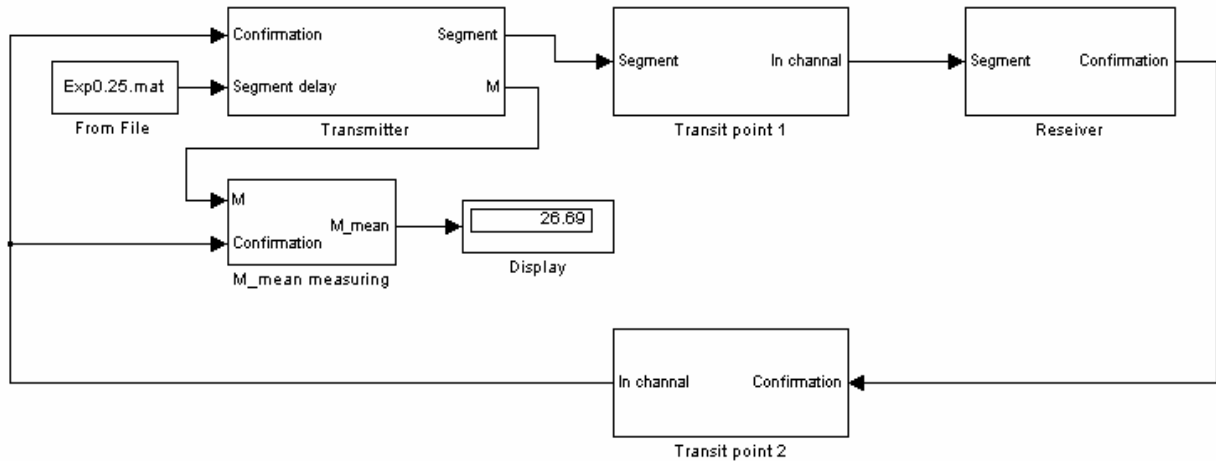 Confirmation
Segment
Exp0.25.mat
Segment delay
M
From File
Transmitter
Segment
In channel
Transit point 1
Segment
Confirmation
Reseiver
M
M_mean
Confirmation
M_mean measuring
26.69
Display
In channel
Confirmation
Transit point 2